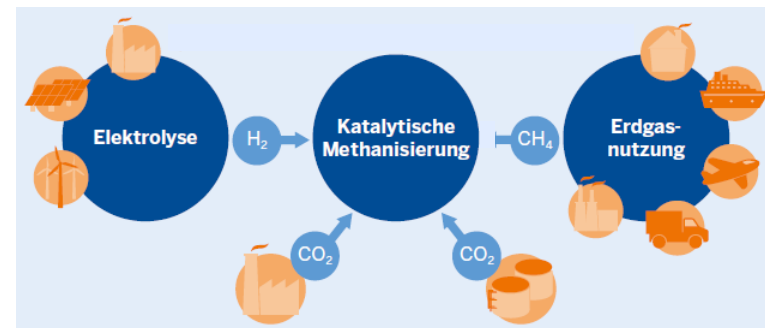 Elektrolyse
H₂
Katalytische
Methanisierung
CH₄
Erdgas-
nutzung
CO₂
CO₂